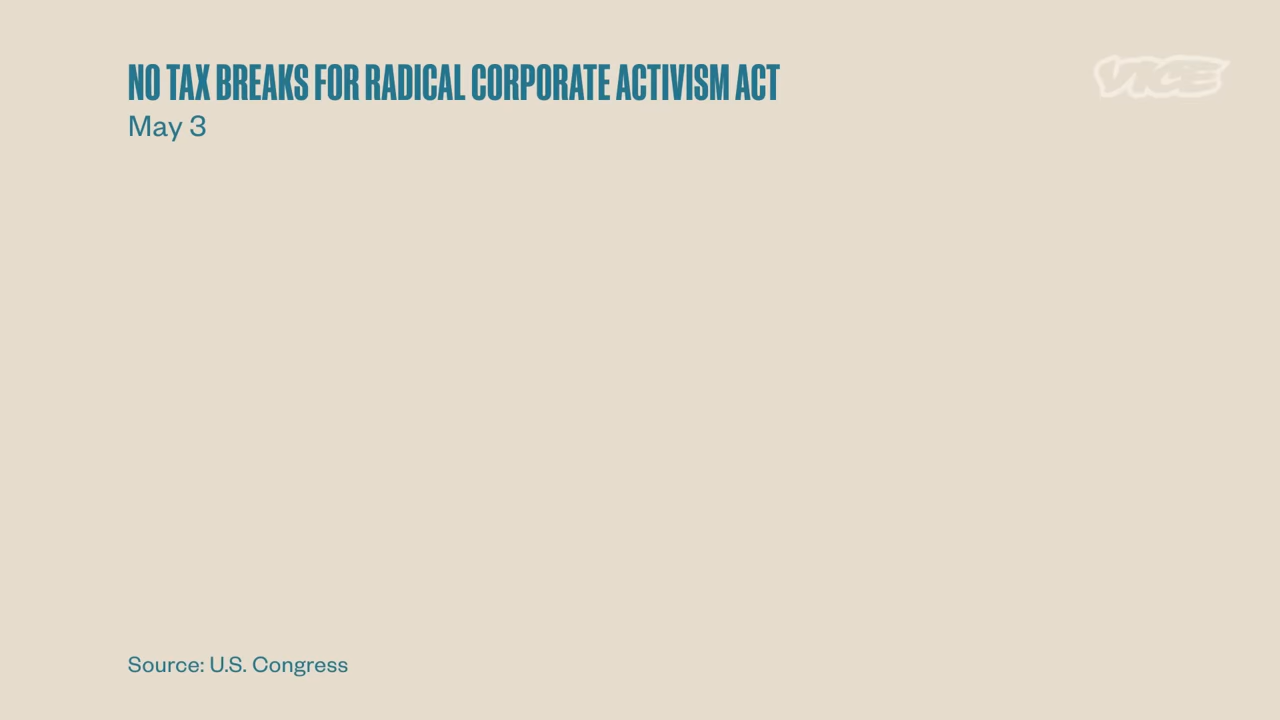 NO TAX BREAKS FOR RADICAL CORPORATE ACTIVISM ACT
VICE
May 3
Source: U.S. Congress